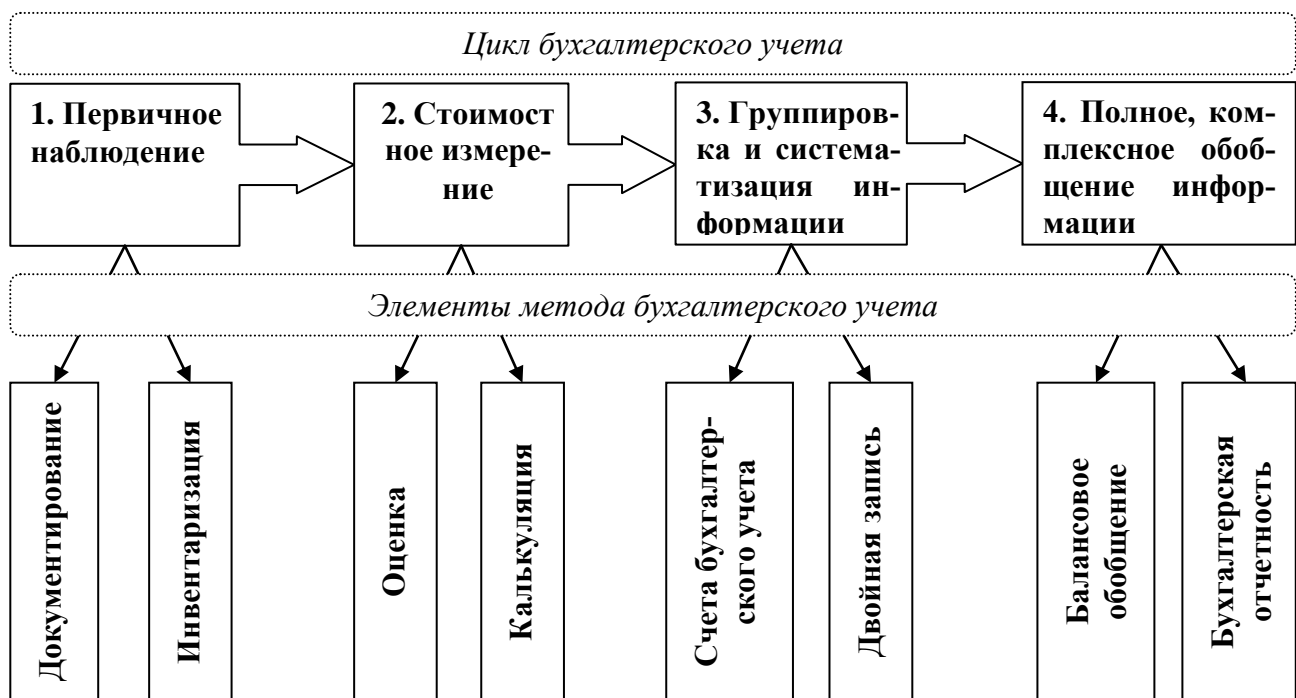 Цикл бухгалтерского учета
1. Первичное
наблюдение
2. Стоимост
ное измере-
ние
3. Группиров-
ка и система-
тизация ин-
формации
4. Полное, ком-
плексное обоб-
щение инфор-
мации
Элементы метода бухгалтерского учета
Документирование
Инвентаризация
Оценка
Калькуляция
Счета бухгалтер-
ского учета
Двойная запись
Балансовое
обобщение
Бухгалтерская
отчетность